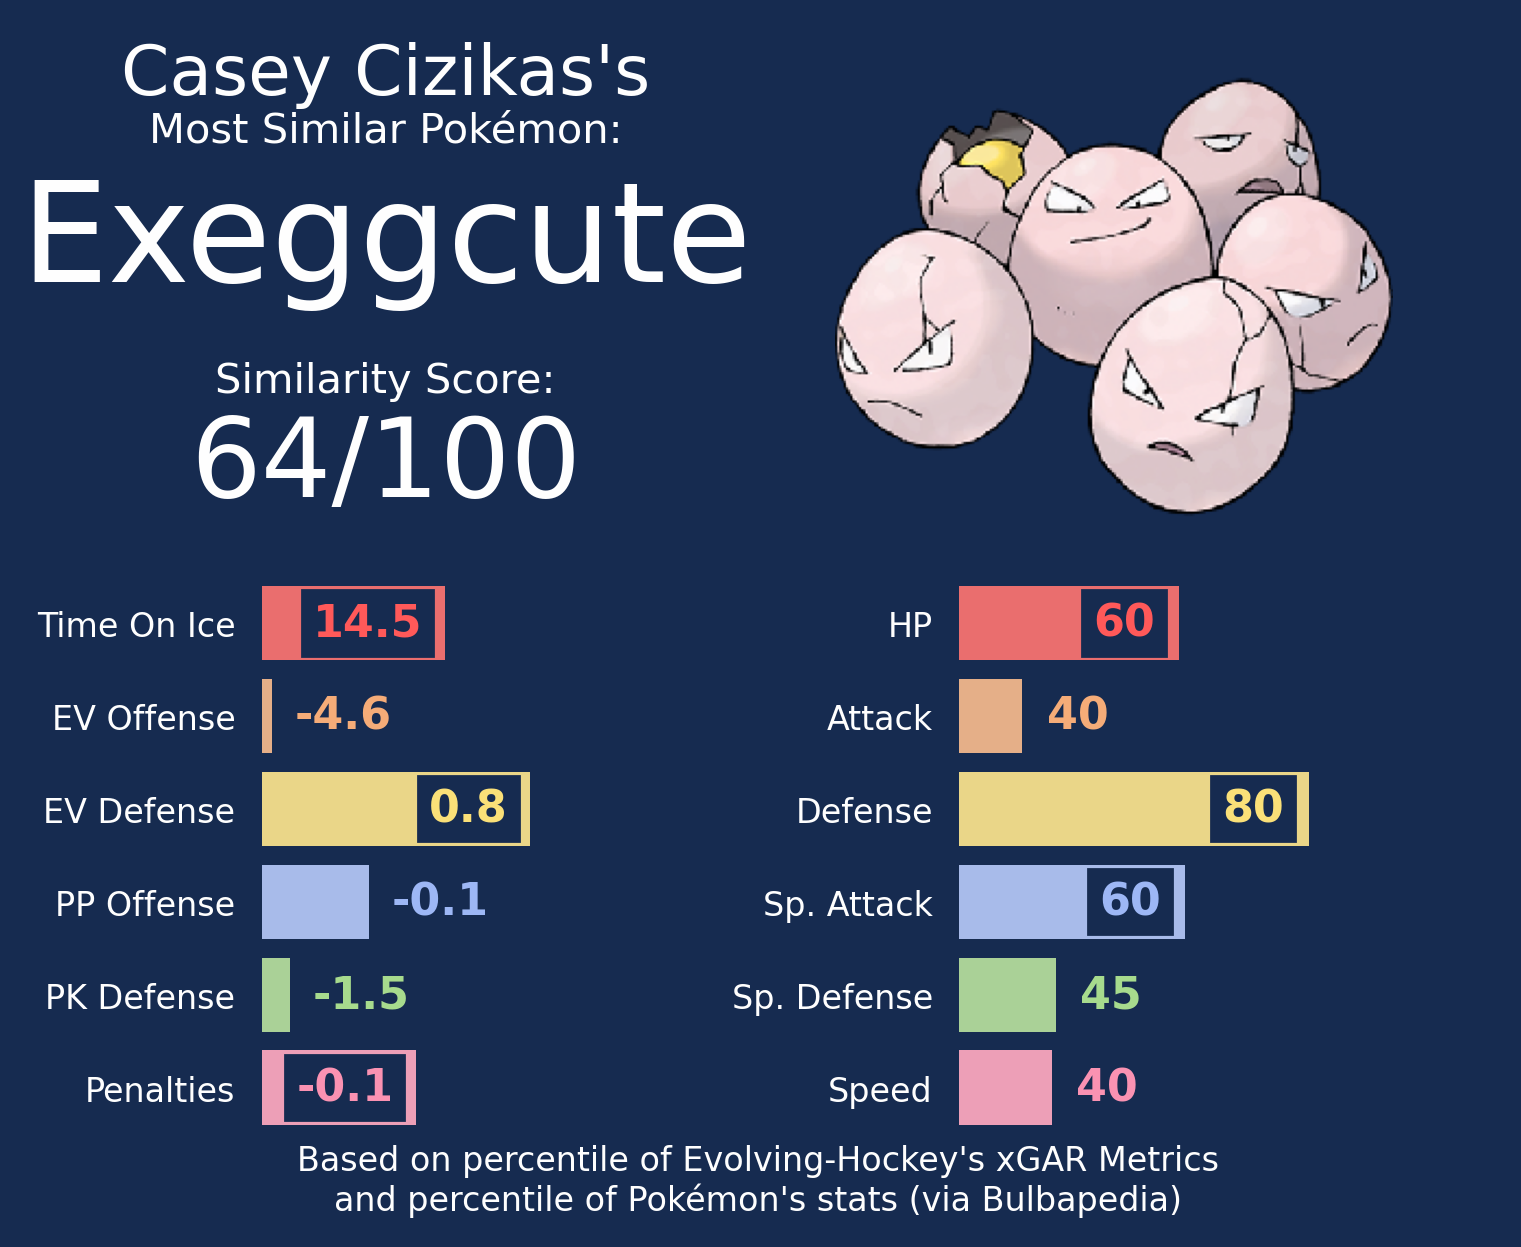 Casey Cizikas's
Most Similar Pokémon:
Exeggcute
Similarity Score:
64/100
Time On Ice 14.5
EV Offense -4.6
EV Defense 0.8
PP Offense -0.1
PK Defense -1.5
Penalties -0.1
HP 60
Attack 40
Defense 80
Sp. Attack 60
Sp. Defense 45
Speed 40
Based on percentile of Evolving-Hockey's xGAR Metrics
and percentile of Pokémon's stats (via Bulbapedia)